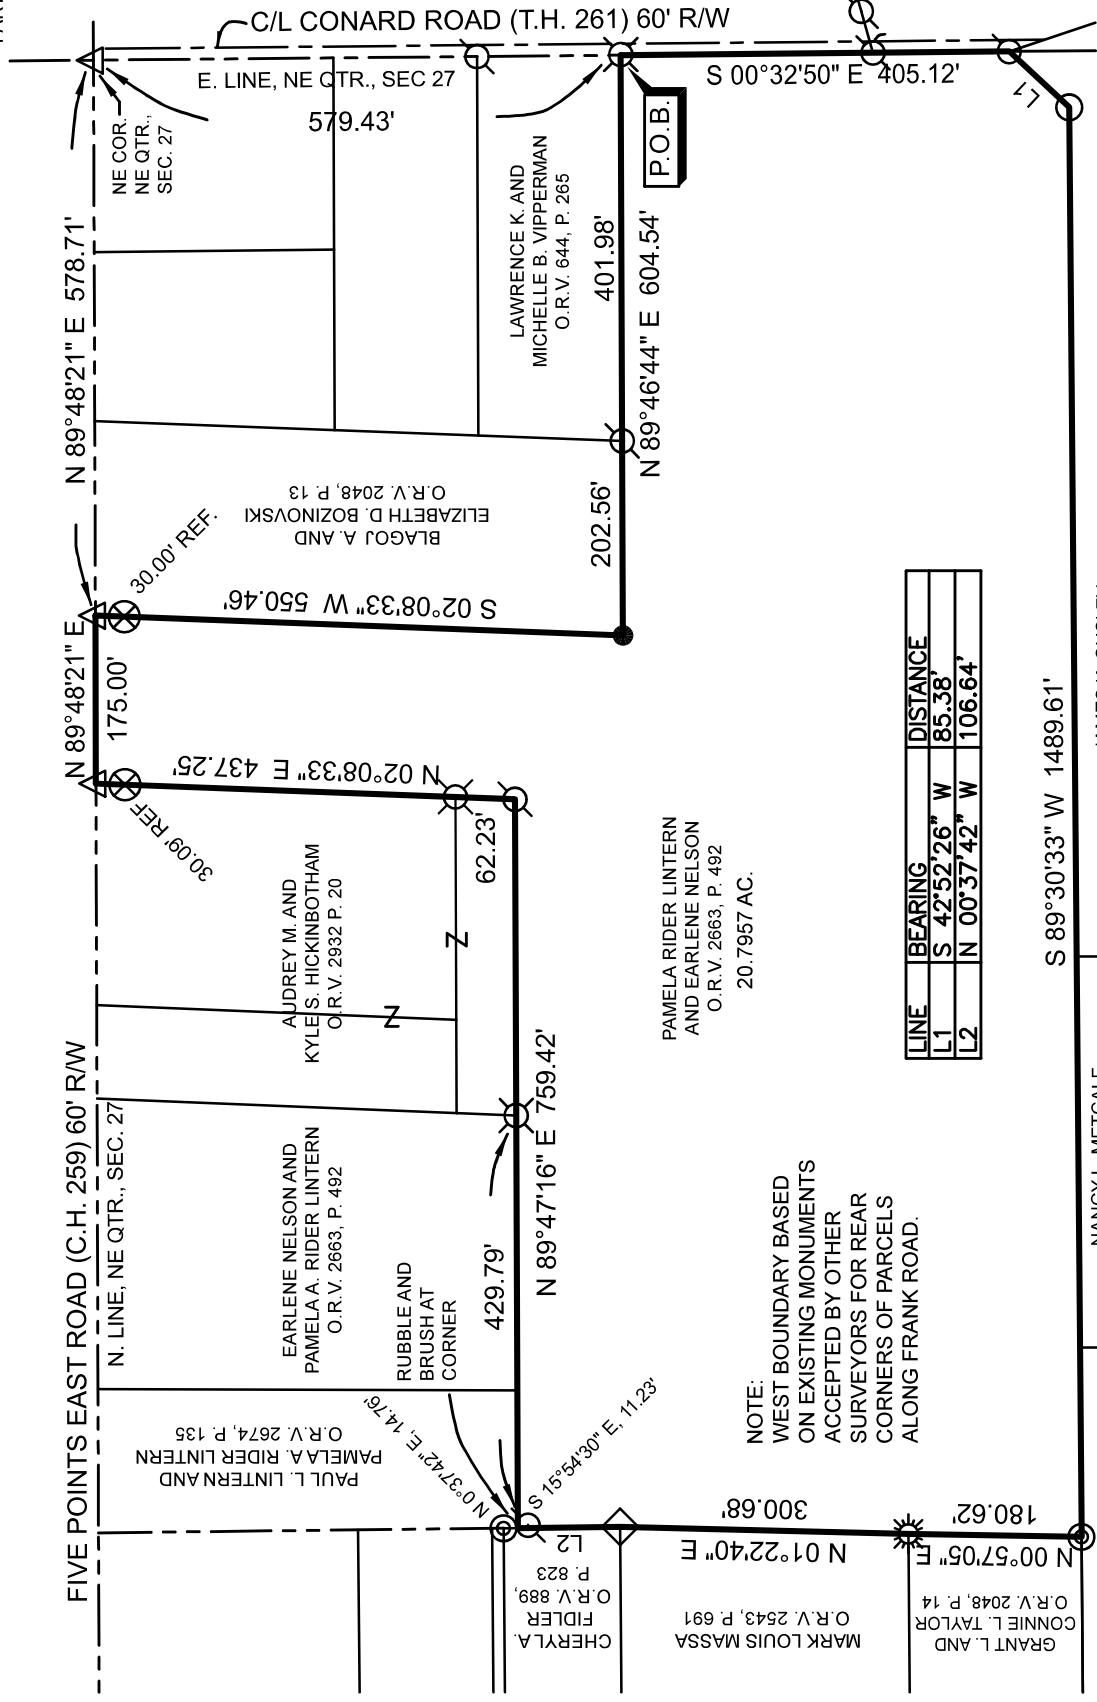 C/L CONARD ROAD (T.H. 261) 60' R/W
E. LINE, NE QTR., SEC 27
579.43'
NE COR.
NE QTR.,
SEC. 27
N 89°48'21" E 578.71'
LAWRENCE K. AND
MICHELLE B. VIPPERMAN
O.R.V. 644, P. 265
P.O.B.
S 00°32'50" E 405.12'
L1
401.98'
N 89°46'44" E 604.54'
202.56'
BLAGOJ A. AND
ELIZABETH D. BOZINOVSKI
O.R.V. 2048, P. 13
30.00' REF.
S 02°08'33" W 550.46'
N 89°48'21" E
175.00'
N 02°08'33" E 437.25'
30.09' REF
62.23'
AUDREY M. AND
KYLE S. HICKINBOTHAM
O.R.V. 2932 P. 20
Z
Z
FIVE POINTS EAST ROAD (C.H. 259) 60' R/W
N. LINE, NE QTR., SEC. 27
EARLENE NELSON AND
PAMELA A. RIDER LINTERN
O.R.V. 2663, P. 492
N 89°47'16" E 759.42'
429.79'
RUBBLE AND
BRUSH AT
CORNER
PAUL L. LINTERN AND
PAMELA A. RIDER LINTERN
O.R.V. 2674, P. 135
N 0°37'42" E, 14.76'
S 15°54'30" E, 11.23'
PAMELA RIDER LINTERN
AND EARLENE NELSON
O.R.V. 2663, P. 492
20.7957 AC.
LINE BEARING DISTANCE
L1 S 42°52'26" W 85.38'
L2 N 00°37'42" W 106.64'
S 89°30'33" W 1489.61'
NOTE:
WEST BOUNDARY BASED
ON EXISTING MONUMENTS
ACCEPTED BY OTHER
SURVEYORS FOR REAR
CORNERS OF PARCELS
ALONG FRANK ROAD.
L2
300.68'
N 01°22'40" E
180.62'
N 00°57'05" E
CHERYL A.
FIDLER
O.R.V. 889,
P. 823
MARK LOUIS MASSA
O.R.V. 2543, P. 691
GRANT L. AND
CONNIE L. TAYLOR
O.R.V. 2048, P. 14
NANCY L. METCALF